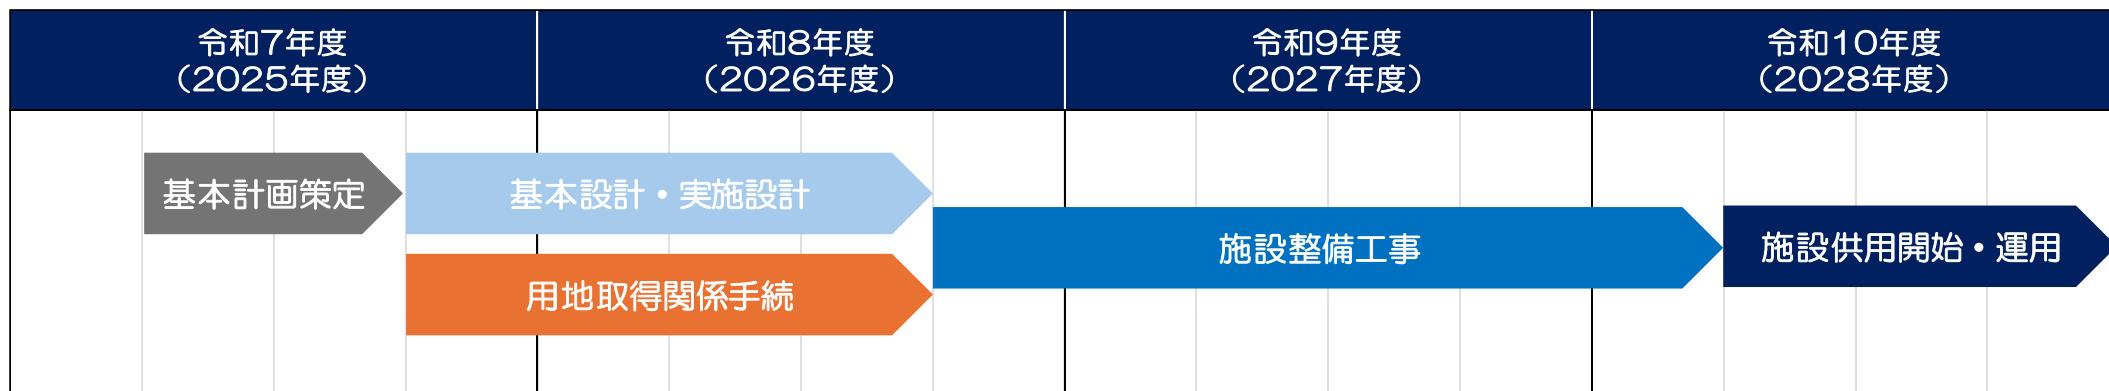 令和7年度
（2025年度）
令和8年度
（2026年度）
令和9年度
（2027年度）
令和10年度
（2028年度）
基本計画策定
基本設計・実施設計
用地取得関係手続
施設整備工事
施設供用開始・運用